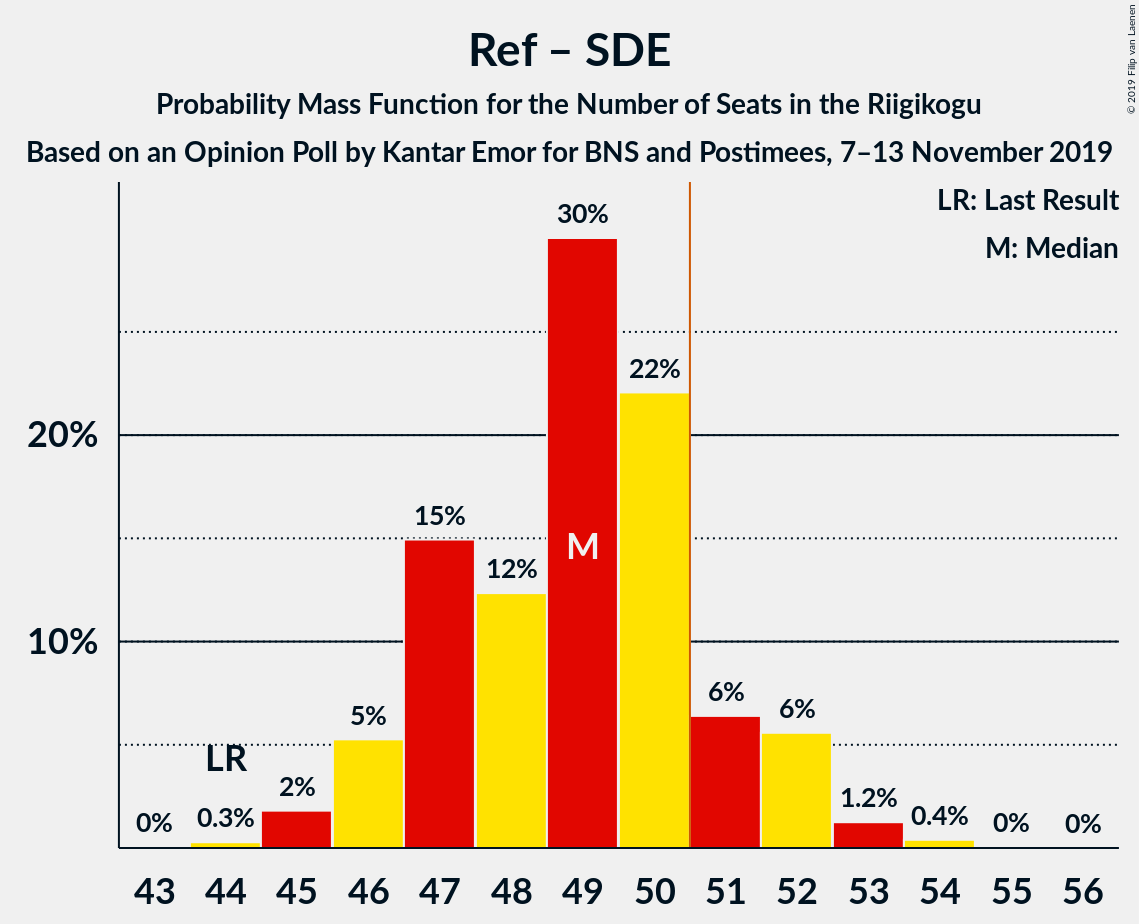 Ref – SDE
Probability Mass Function for the Number of Seats in the Riigikogu
Based on an Opinion Poll by Kantar Emor for BNS and Postimees, 7–13 November 2019
© 2019 Filip van Laenen
LR: Last Result
M: Median
30%
22%
20%
15%
M
12%
10%
6%
6%
5%
LR
2%
1.2%
0.4%
0.3%
0%
0%
0%
43 44 45 46 47 48 49 50 51 52 53 54 55 56